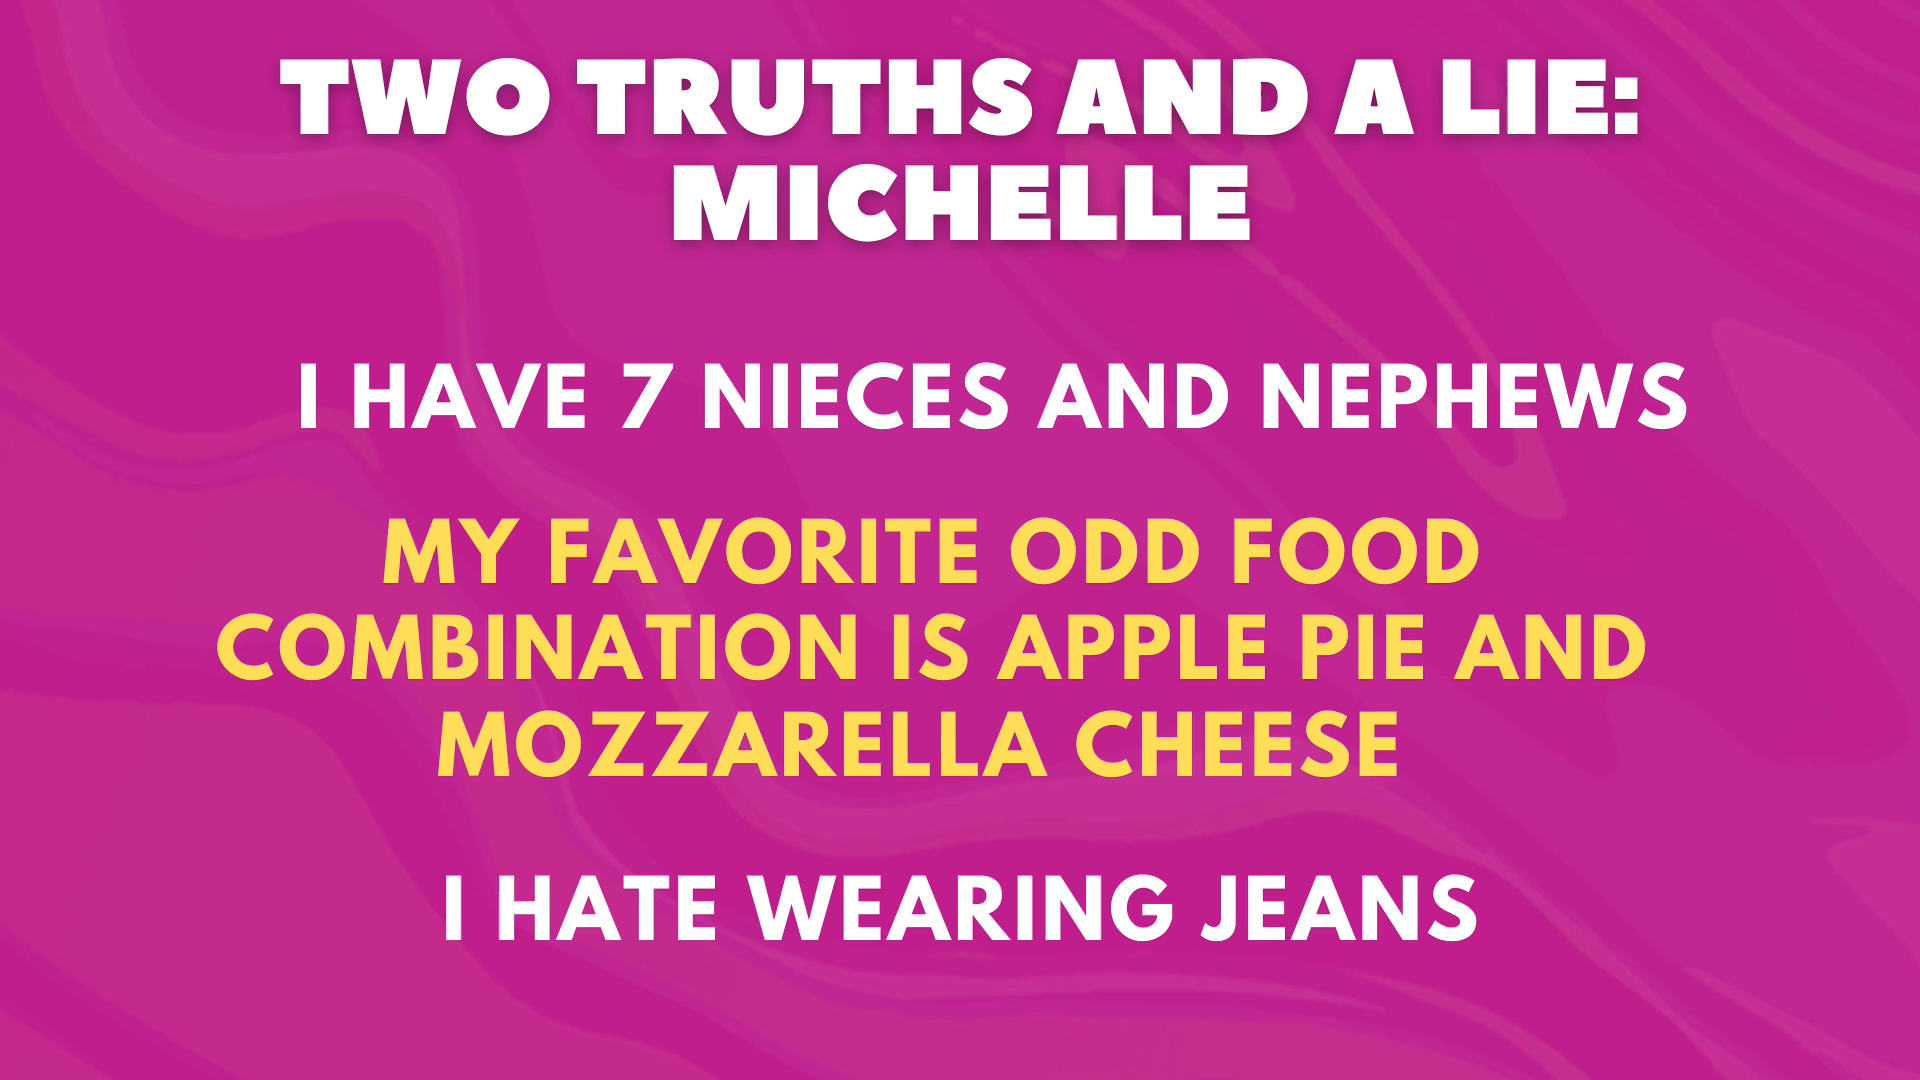 TWO TRUTHS AND A LIE:
MICHELLE
I HAVE 7 NIECES AND NEPHEWS
MY FAVORITE ODD FOOD
COMBINATION IS APPLE PIE AND
MOZZARELLA CHEESE
I HATE WEARING JEANS